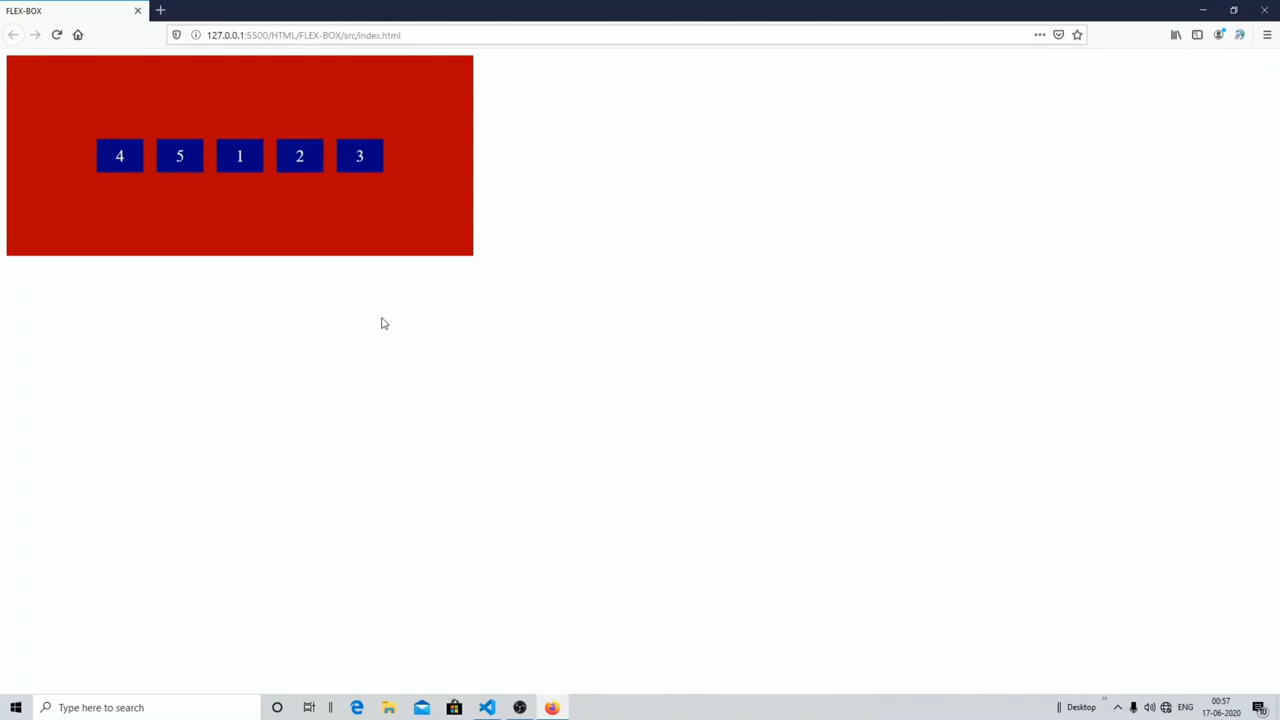 FLEX-BOX
127.0.0.1:5500/HTML/FLEX-BOX/src/index.html
4 5 1 2 3
Type here to search
Desktop
ENG
00:57
17-06-2020